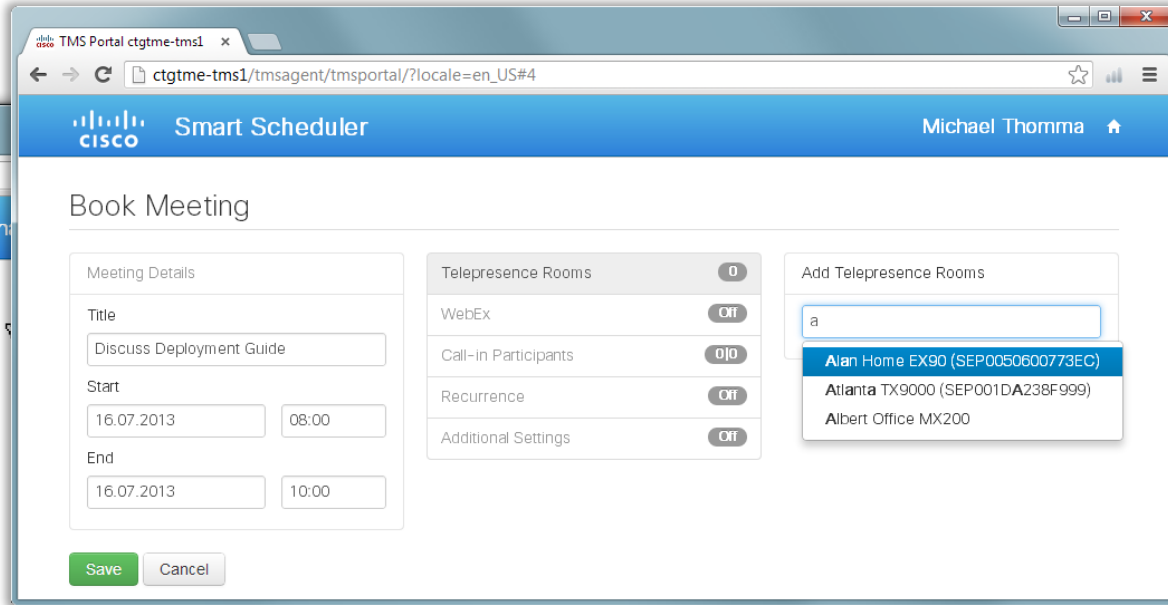 TMS Portal ctgtme-tms1
ctgtme-tms1/tmsagent/tmsportal/?locale=en_US#4
CISCO Smart Scheduler Michael Thomma
Book Meeting
Meeting Details
Title
Discuss Deployment Guide
Start
16.07.2013 08:00
End
16.07.2013 10:00
Save Cancel
Telepresence Rooms 0
WebEx Off
Call-in Participants 0|0
Recurrence Off
Additional Settings Off
Add Telepresence Rooms
a
Alan Home EX90 (SEP0050600773EC)
Atlanta TX9000 (SEP001DA238F999)
Albert Office MX200